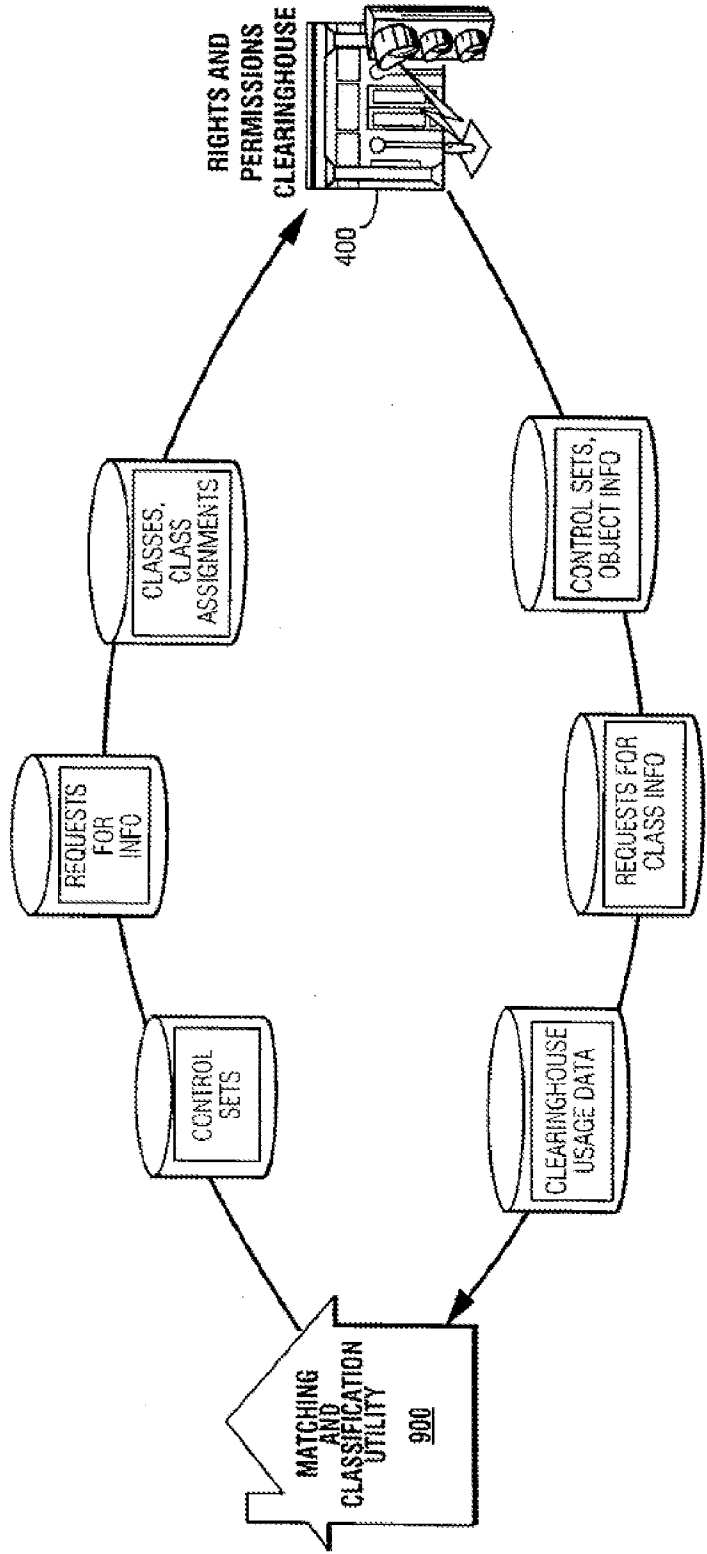 MATCHING
AND
CLASSIFICATION
UTILITY
900
CONTROL
SETS
REQUESTS
FOR
INFO
CLASSES,
CLASS
ASSIGNMENTS
RIGHTS AND
PERMISSIONS
CLEARINGHOUSE
400
CONTROL SETS,
OBJECT INFO
REQUESTS FOR
CLASS INFO
CLEARINGHOUSE
USAGE DATA